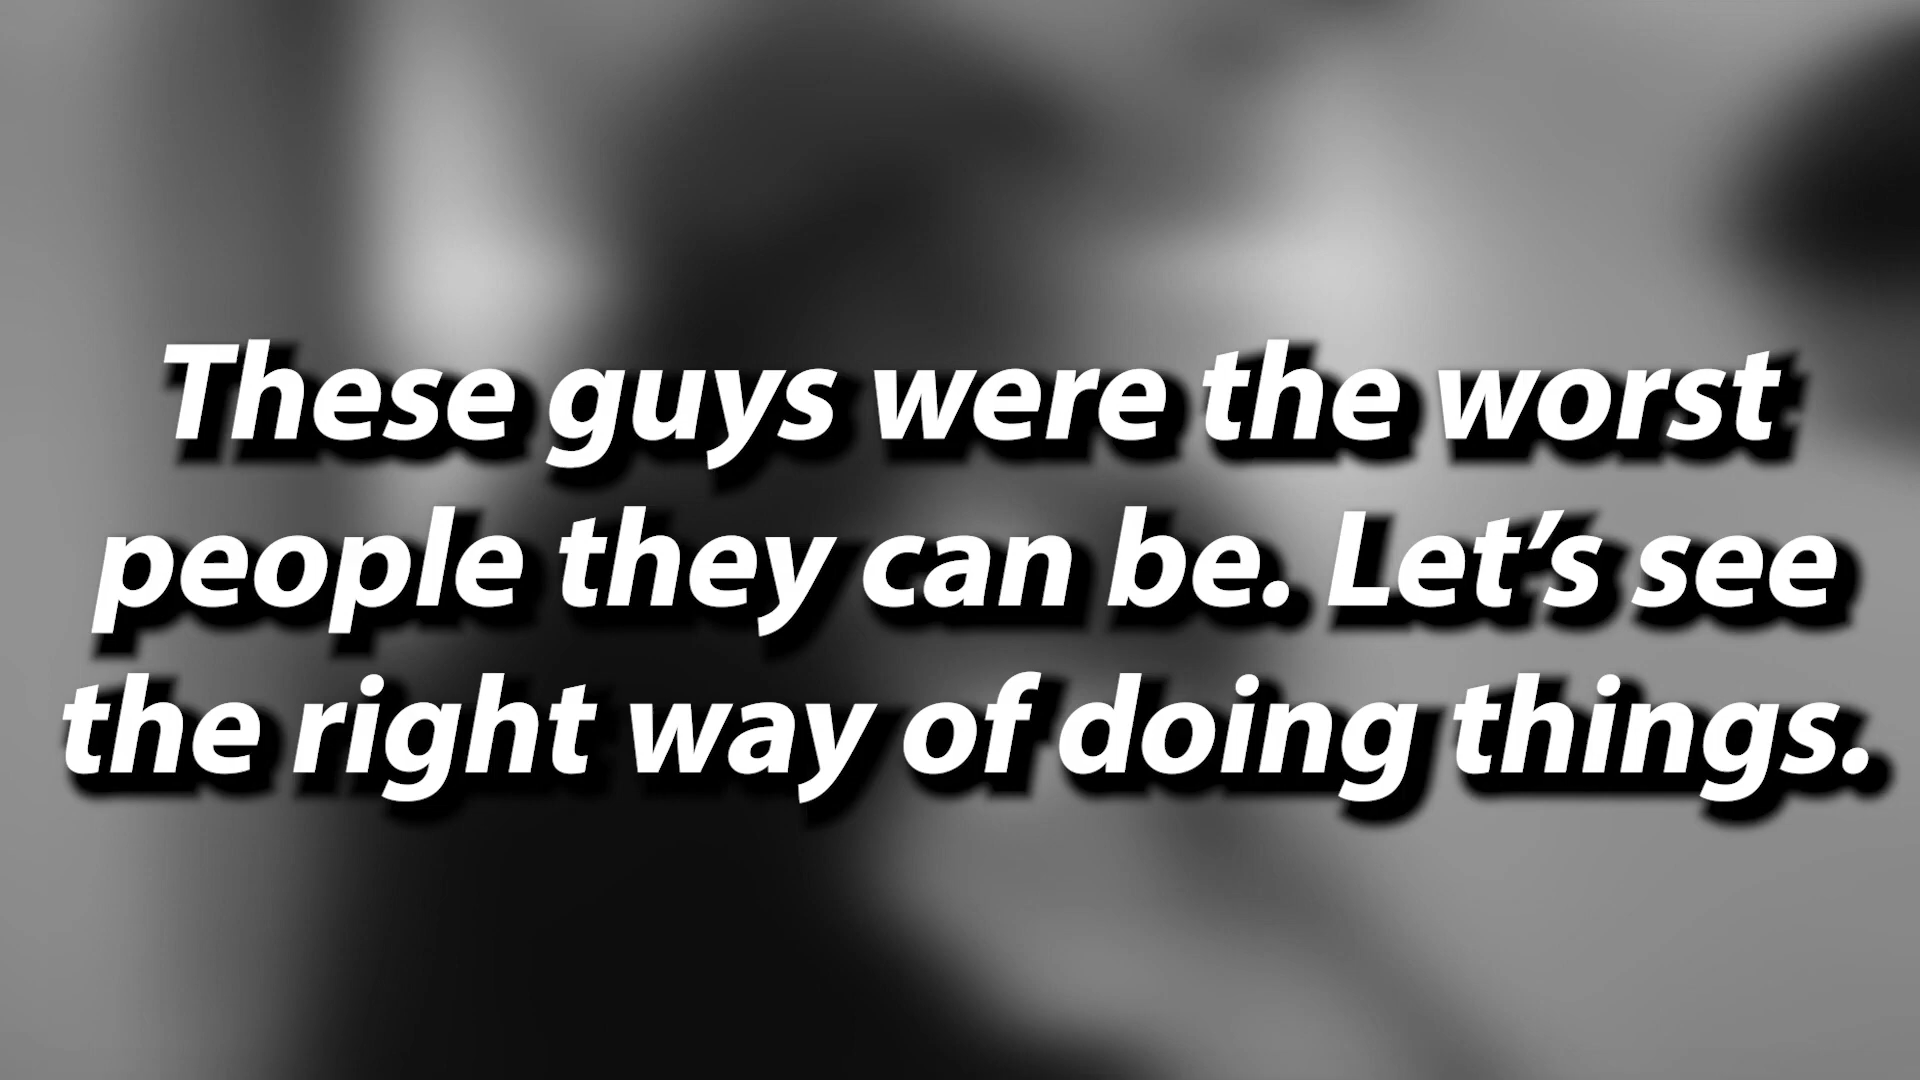 These guys were the worst
people they can be. Let’s see
the right way of doing things.